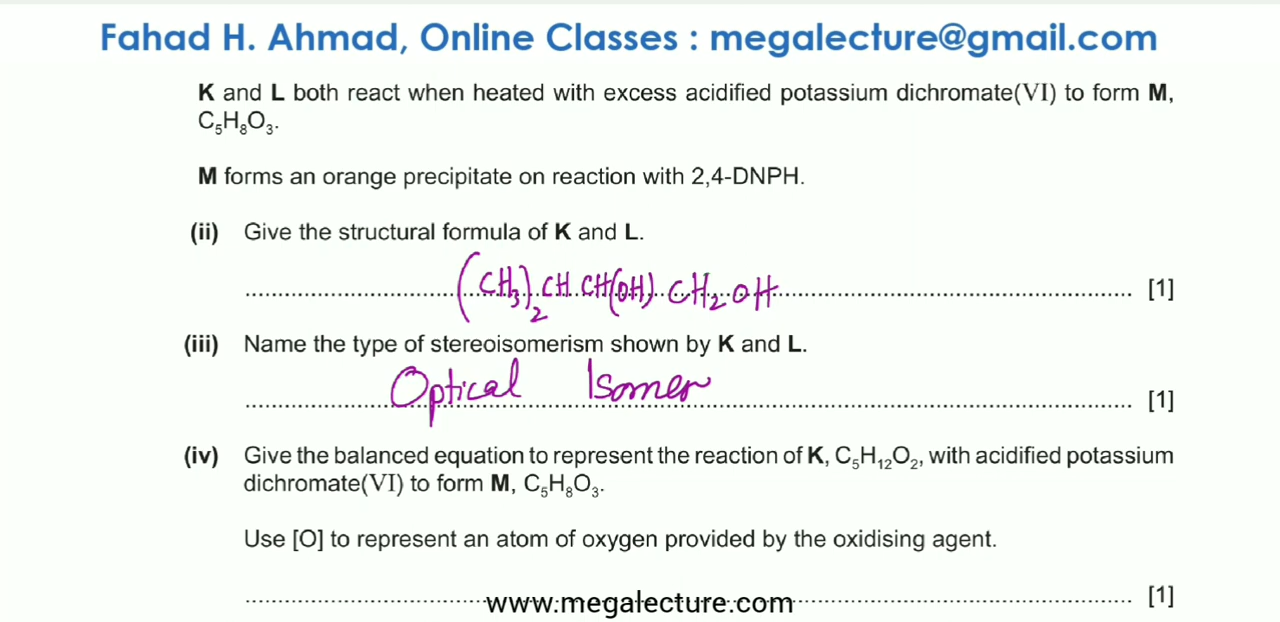 Fahad H. Ahmad, Online Classes : megalecture@gmail.com
K and L both react when heated with excess acidified potassium dichromate(VI) to form M,
C₅H₈O₃.
M forms an orange precipitate on reaction with 2,4-DNPH.
(ii) Give the structural formula of K and L.
(CH₃)₂CH.CH(OH).CH₂OH [1]
(iii) Name the type of stereoisomerism shown by K and L.
Optical Isomer [1]
(iv) Give the balanced equation to represent the reaction of K, C₅H₁₂O₂, with acidified potassium
dichromate(VI) to form M, C₅H₈O₃.
Use [O] to represent an atom of oxygen provided by the oxidising agent.
www.megalecture.com [1]